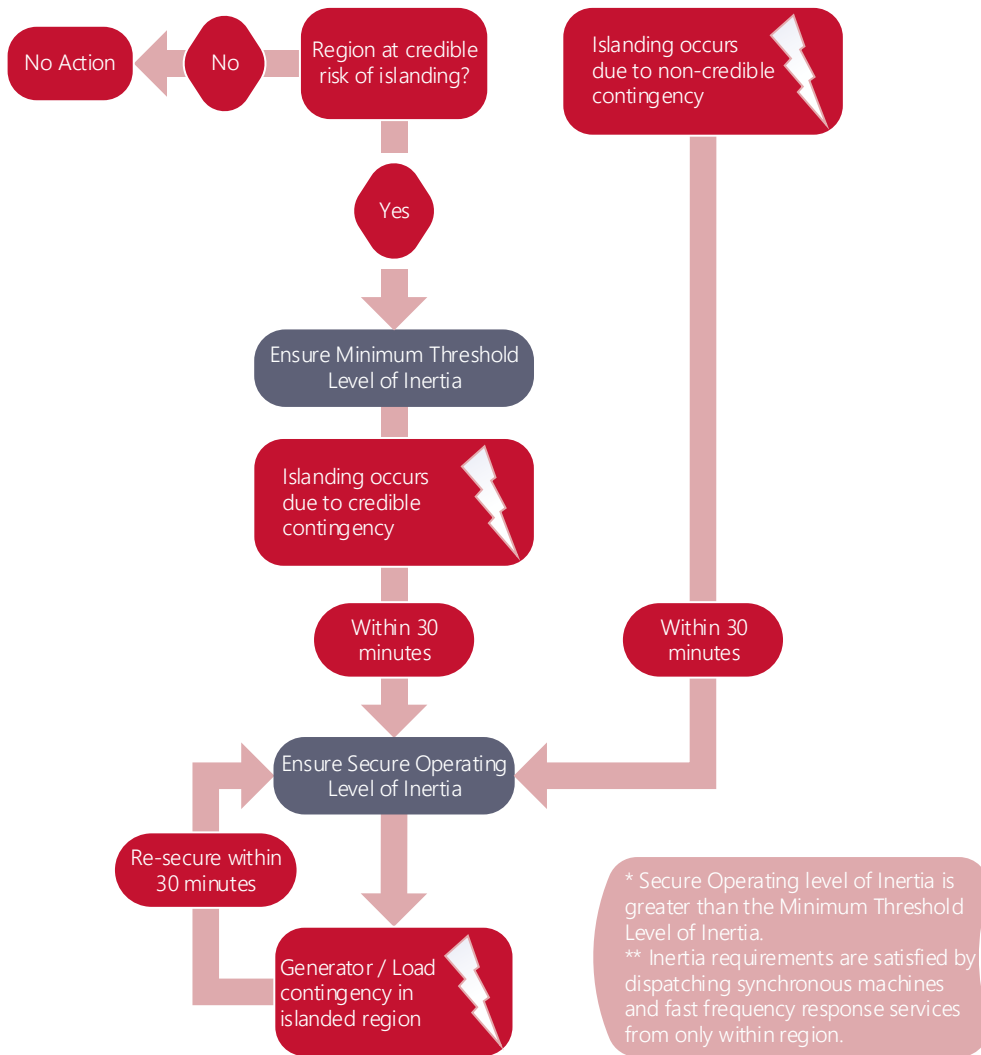 No Action
No
Region at credible
risk of islanding?
Islanding occurs
due to non-credible
contingency
Yes
Ensure Minimum Threshold
Level of Inertia
Islanding occurs
due to credible
contingency
Within 30
minutes
Within 30
minutes
Ensure Secure Operating
Level of Inertia
Re-secure within
30 minutes
Generator / Load
contingency in
islanded region
* Secure Operating level of Inertia is
greater than the Minimum Threshold
Level of Inertia.
** Inertia requirements are satisfied by
dispatching synchronous machines
and fast frequency response services
from only within region.